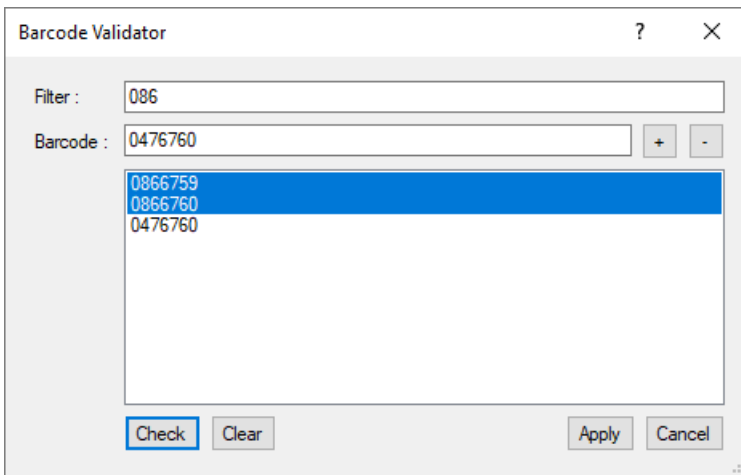 Barcode Validator ?
Filter : 086
Barcode : 0476760 + -
0866759
0866760
0476760
Check Clear Apply Cancel